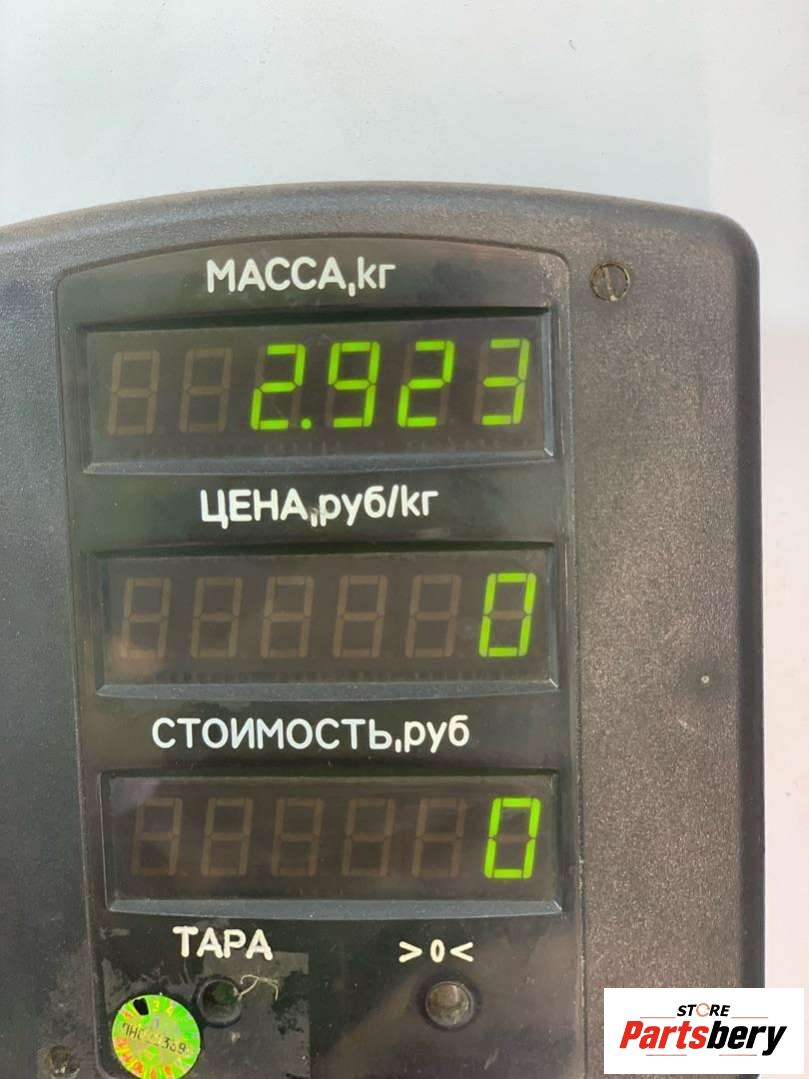 МАССА,кг
2.923
ЦЕНА,руб/кг
0
СТОИМОСТЬ,руб
0
ТАРА >0<
STORE
Partsbery